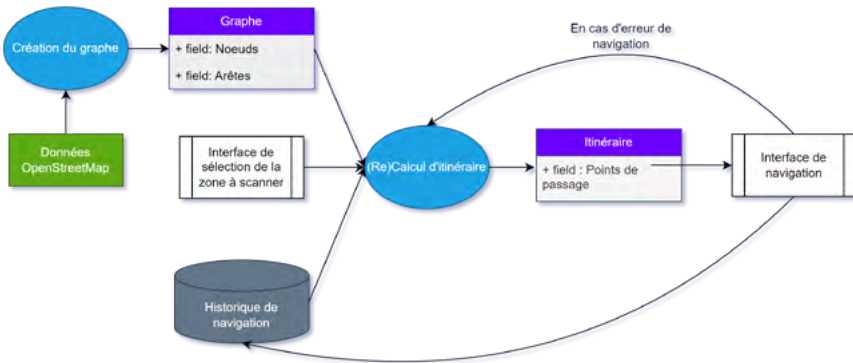 Création du graphe
Graphe
+ field: Noeuds
+ field: Arêtes
En cas d'erreur de
navigation
Données
OpenStreetMap
Interface de
sélection de la
zone à scanner
(Re)Calcul d'itinéraire
Itinéraire
+ field : Points de
passage
Interface de
navigation
Historique de
navigation